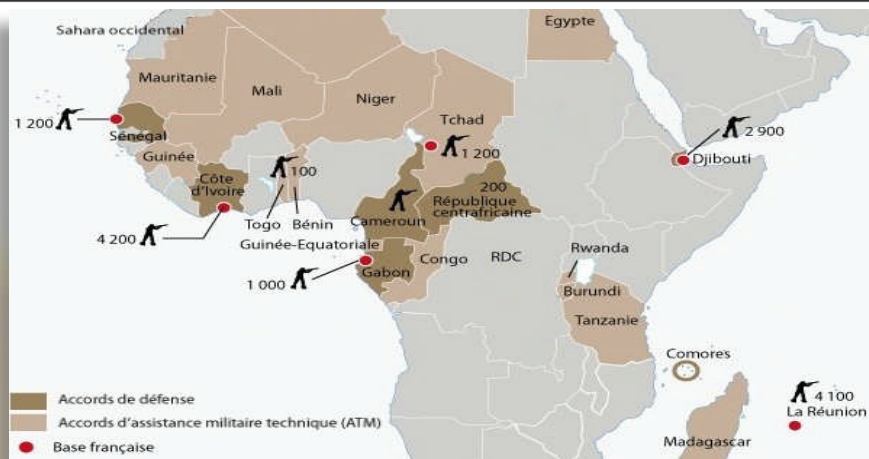 Sahara occidental
Egypte
Mauritanie
Mali
Niger
Tchad
1 200
Sénégal
1 200
2 900
Djibouti
Guinée
Côte
d'Ivoire
100
200
République
centrafricaine
Togo
Bénin
Cameroun
4 200
Guinée-Equatoriale
Congo
RDC
Rwanda
1 000
Gabon
Burundi
Tanzanie
Comores
4 100
La Réunion
Madagascar
Accords de défense
Accords d'assistance militaire technique (ATM)
Base française